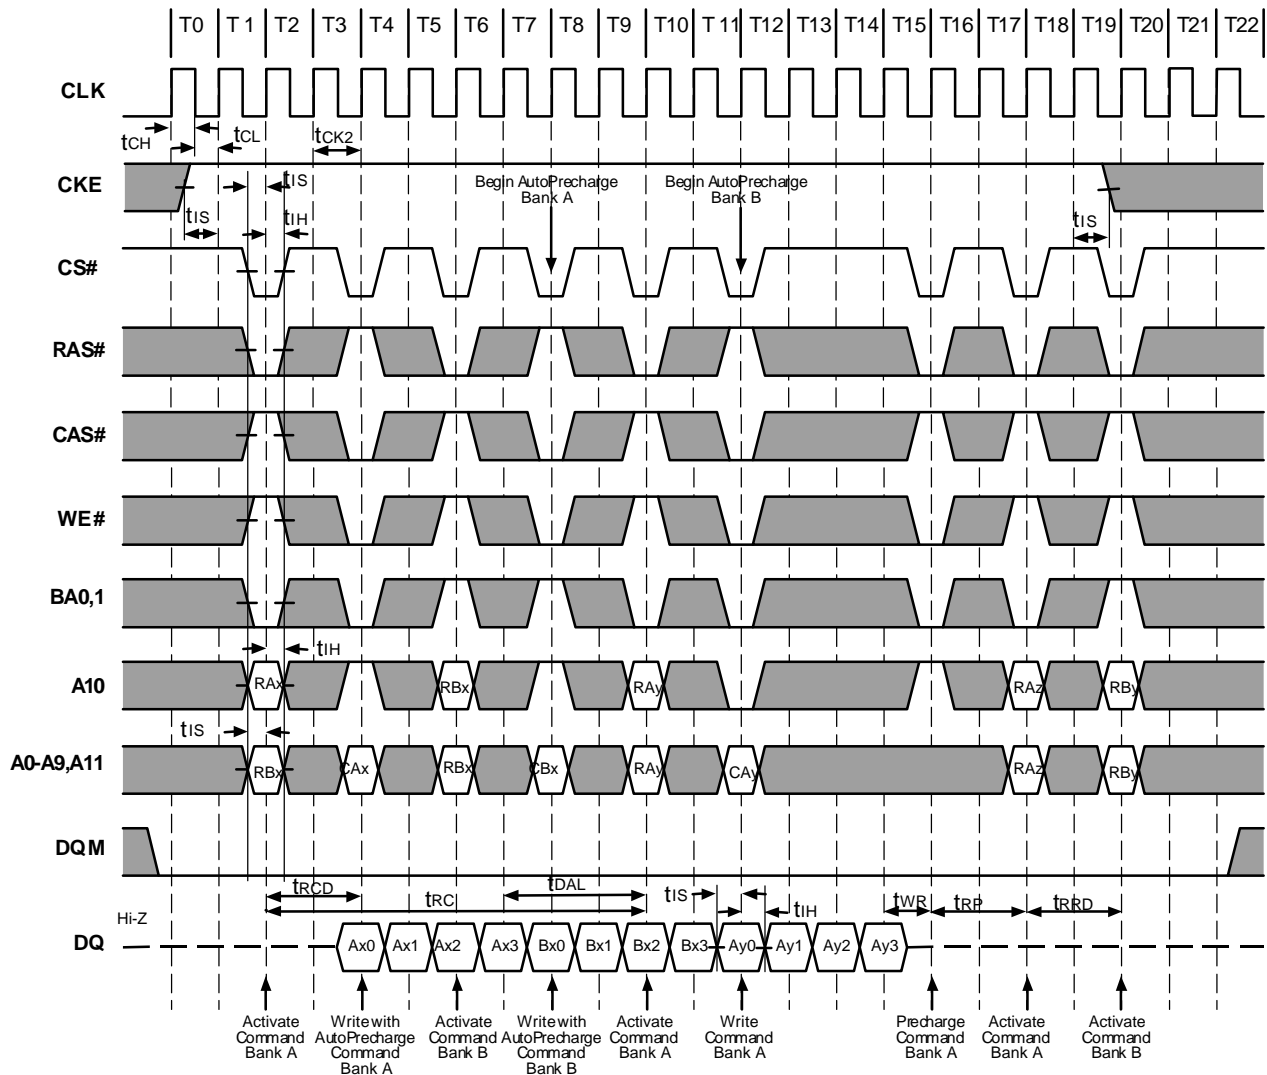 T0 T1 T2 T3 T4 T5 T6 T7 T8 T9 T10 T11 T12 T13 T14 T15 T16 T17 T18 T19 T20 T21 T22
CLK
tCH tCL tCK2
CKE
tIS
Begin AutoPrecharge
Bank A
Begin AutoPrecharge
Bank B
tIS tIH tIS
CS#
RAS#
CAS#
WE#
BA0,1
tIH
A10
RAx RBx RAy RAz RBy
tIS
A0-A9,A11
RBx CAx RBx CBx RAy CAy RAz RBy
DQM
tRCD tRC tDAL tIS tIH tWR tRP tRRD
Hi-Z
DQ
Ax0 Ax1 Ax2 Ax3 Bx0 Bx1 Bx2 Bx3 Ay0 Ay1 Ay2 Ay3
Activate
Command
Bank A
Write with
AutoPrecharge
Command
Bank A
Activate
Command
Bank B
Write with
AutoPrecharge
Command
Bank B
Activate
Command
Bank A
Write
Command
Bank A
Precharge
Command
Bank A
Activate
Command
Bank A
Activate
Command
Bank B